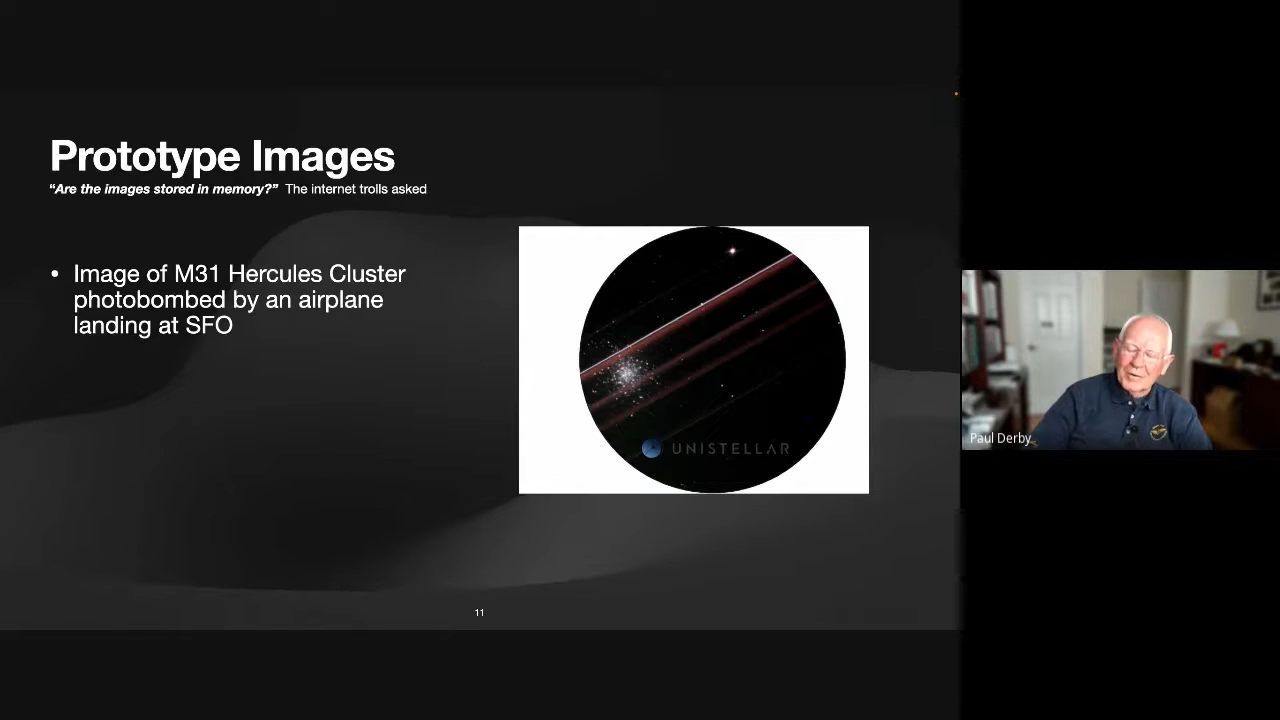 Prototype Images
“Are the images stored in memory?” The internet trolls asked
• Image of M31 Hercules Cluster
photobombed by an airplane
landing at SFO
UNISTELLAR
Paul Derby
11